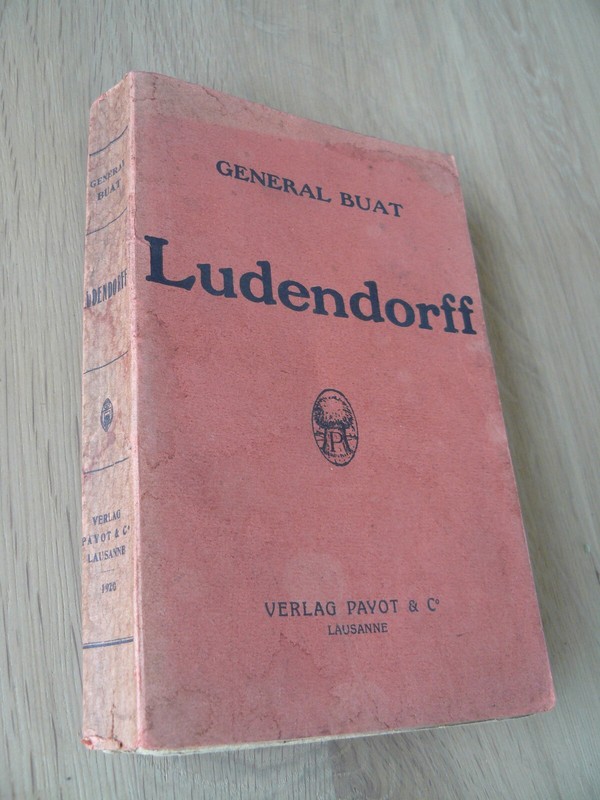 GENERAL BUAT
Ludendorff
P
VERLAG PAYOT & Co
LAUSANNE
GENERAL
BUAT
LUDENDORFF
VERLAG
PAYOT & Co
LAUSANNE
1920